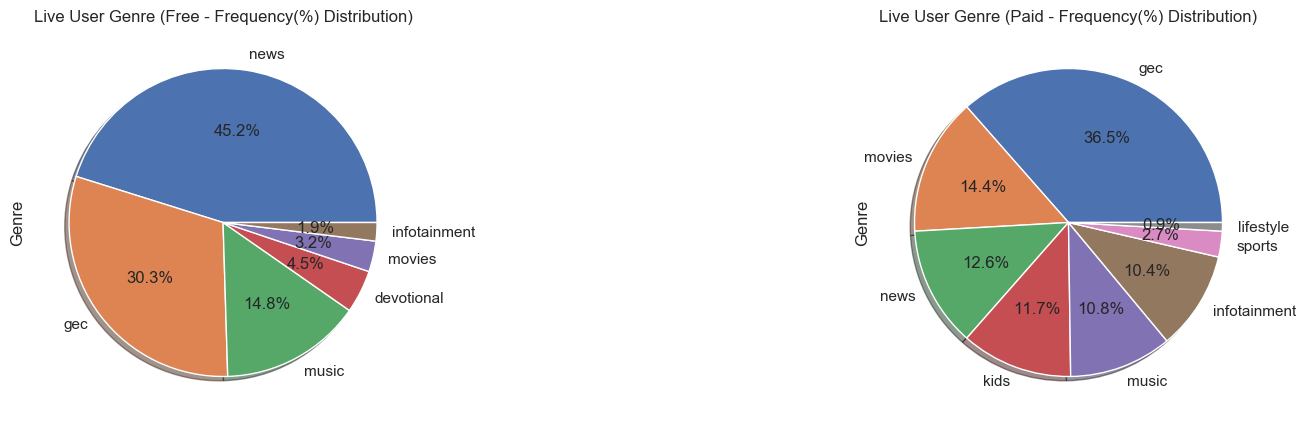 Live User Genre (Free - Frequency(%) Distribution)
news
45.2%
1.9%
infotainment
3.2%
movies
4.5%
devotional
30.3%
14.8%
gec
music
Genre
Live User Genre (Paid - Frequency(%) Distribution)
gec
36.5%
movies
14.4%
0.9%
lifestyle
2.7%
sports
12.6%
10.4%
news
11.7%
10.8%
infotainment
kids
music
Genre